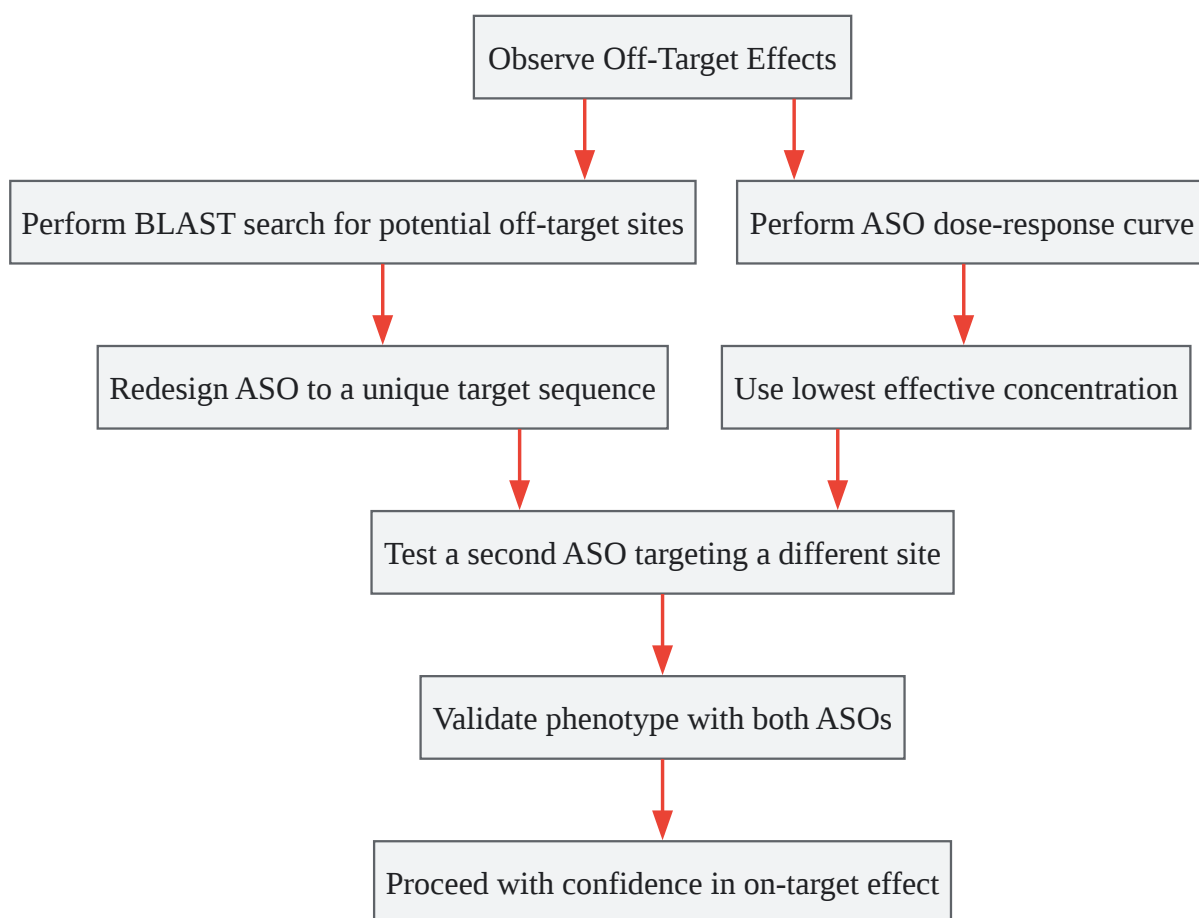 Observe Off-Target Effects
Perform BLAST search for potential off-target sites
Perform ASO dose-response curve
Redesign ASO to a unique target sequence
Use lowest effective concentration
Test a second ASO targeting a different site
Validate phenotype with both ASOs
Proceed with confidence in on-target effect